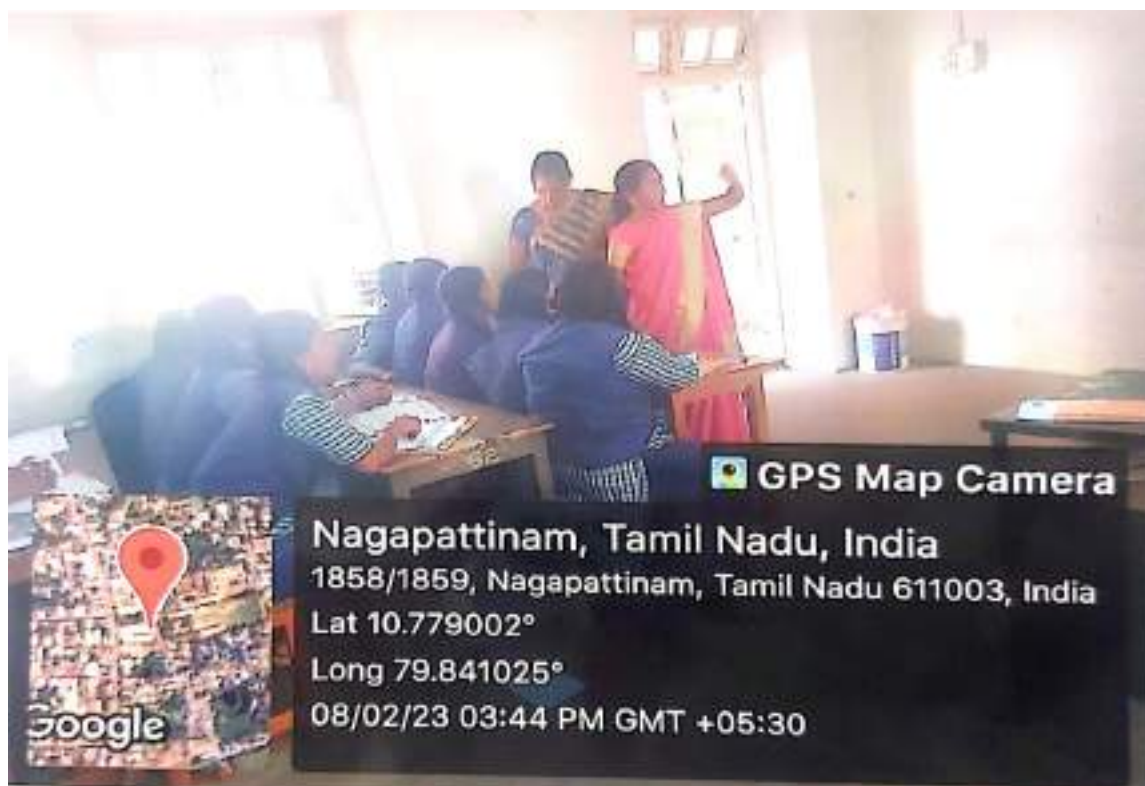 GPS Map Camera
Nagapattinam, Tamil Nadu, India
1858/1859, Nagapattinam, Tamil Nadu 611003, India
Lat 10.779002°
Long 79.841025°
08/02/23 03:44 PM GMT +05:30
Google